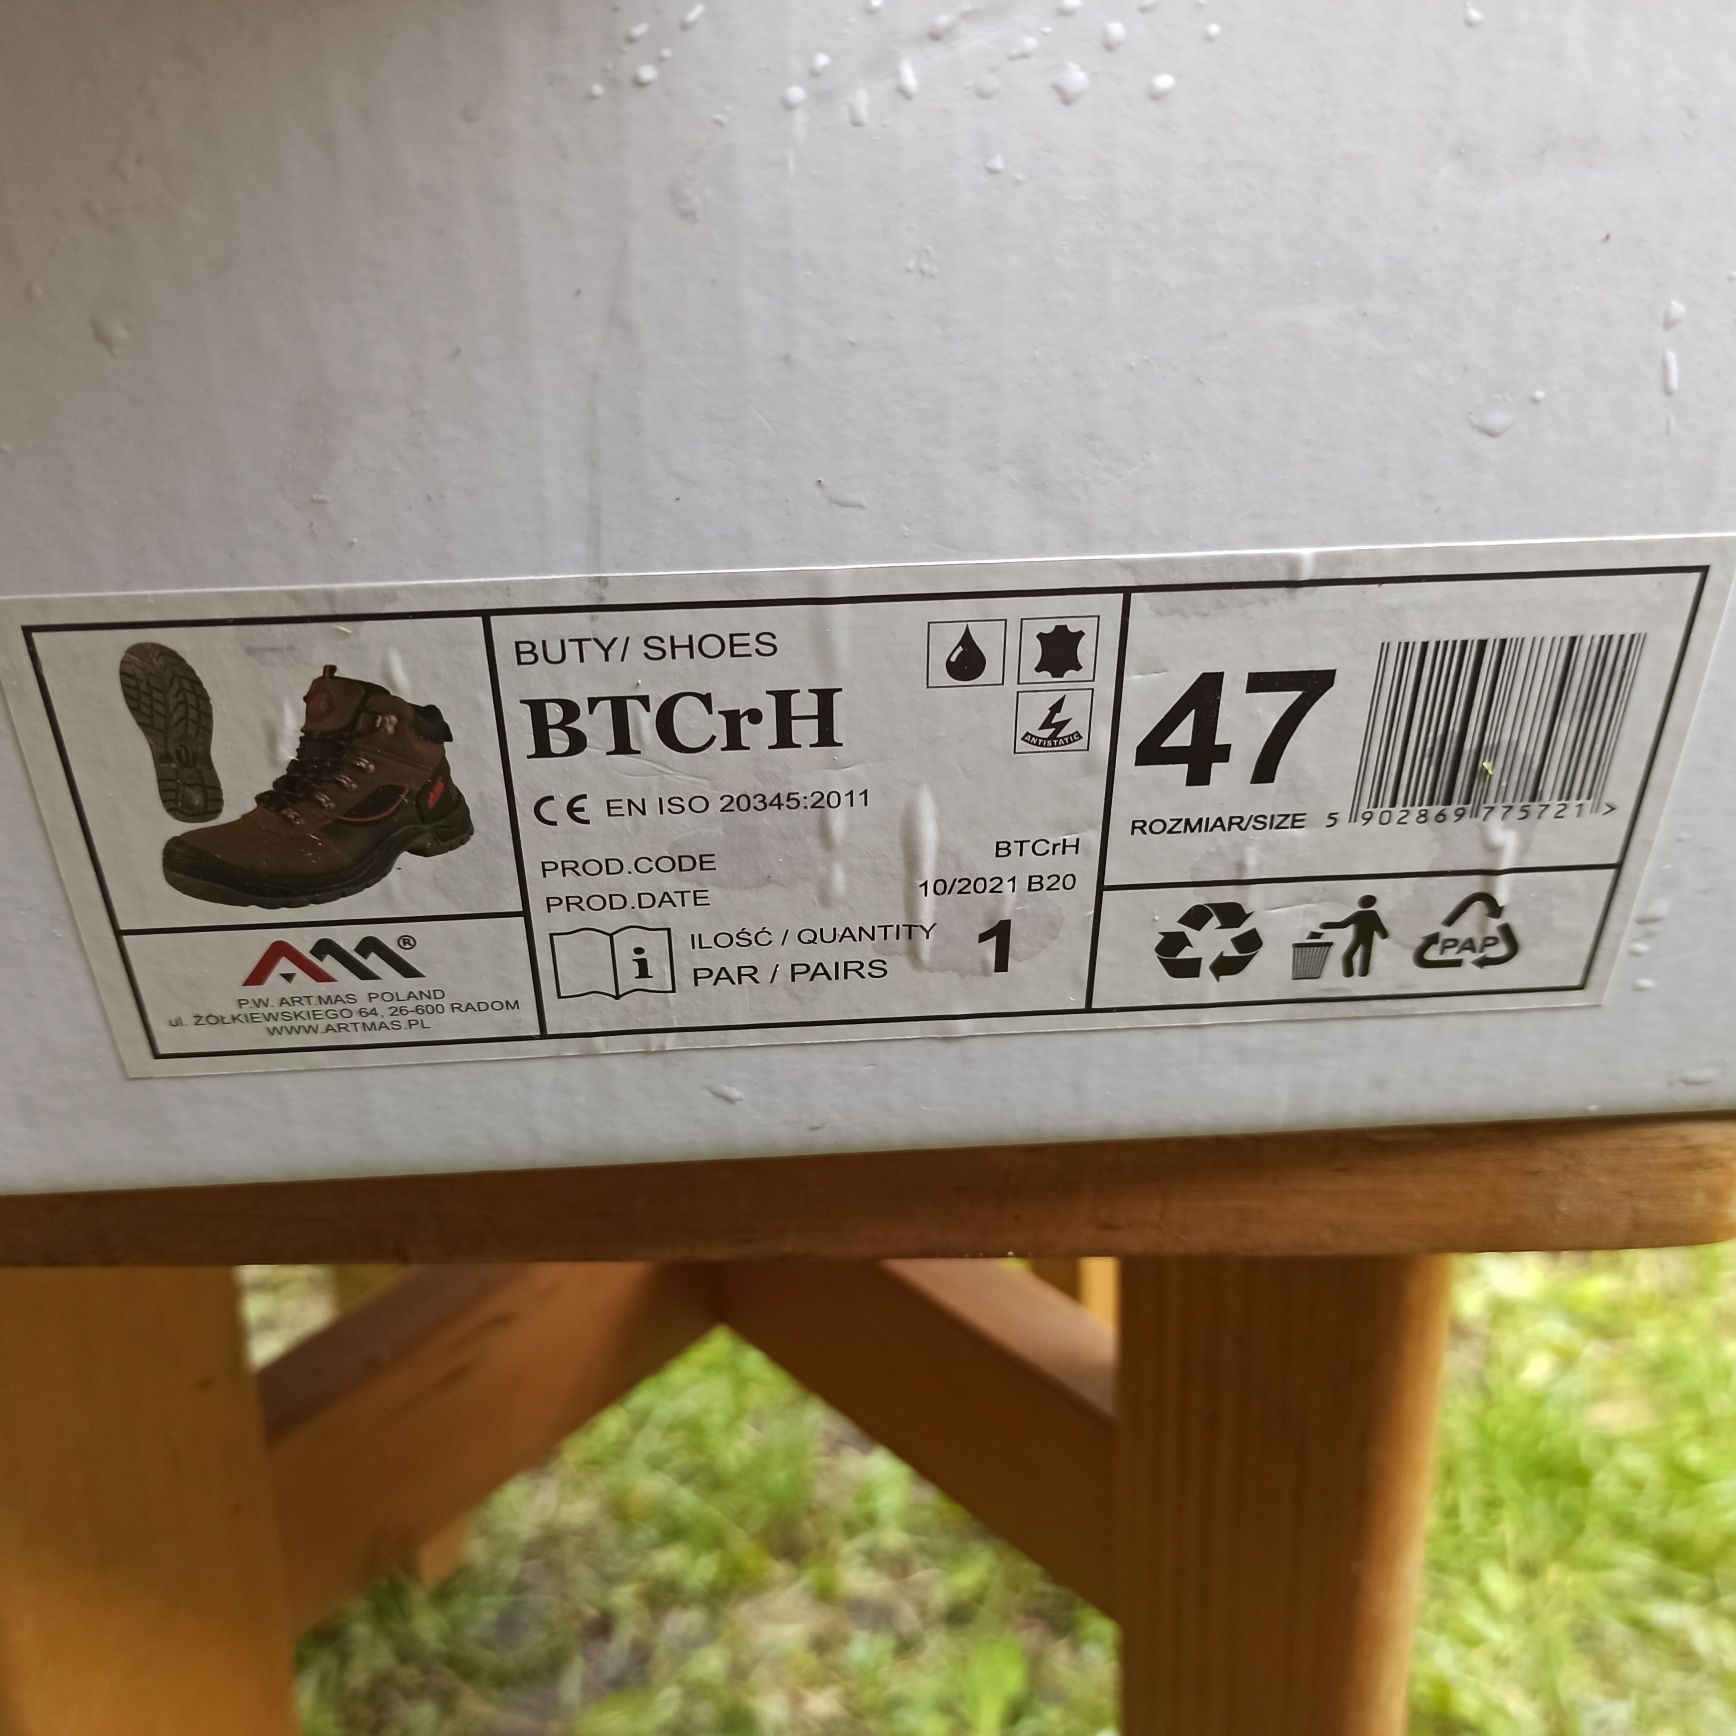 BUTY/ SHOES
BTCrH
ANTISTATIC
CE EN ISO 20345:2011
PROD.CODE BTCrH
PROD.DATE 10/2021 B20
ILOŚĆ / QUANTITY
PAR / PAIRS 1
47
ROZMIAR/SIZE
5 902869 775721 >
PAP
AM®
P.W. ART.MAS POLAND
ul. ŻÓŁKIEWSKIEGO 64, 26-600 RADOM
WWW.ARTMAS.PL